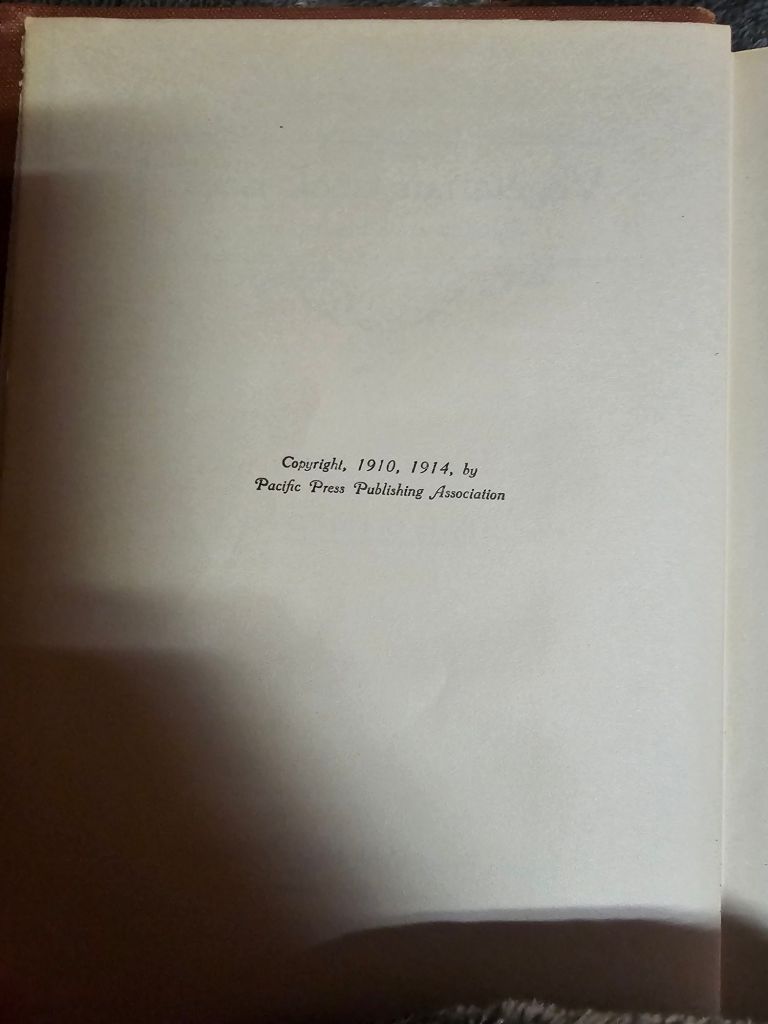 Copyright, 1910, 1914, by
Pacific Press Publishing Association